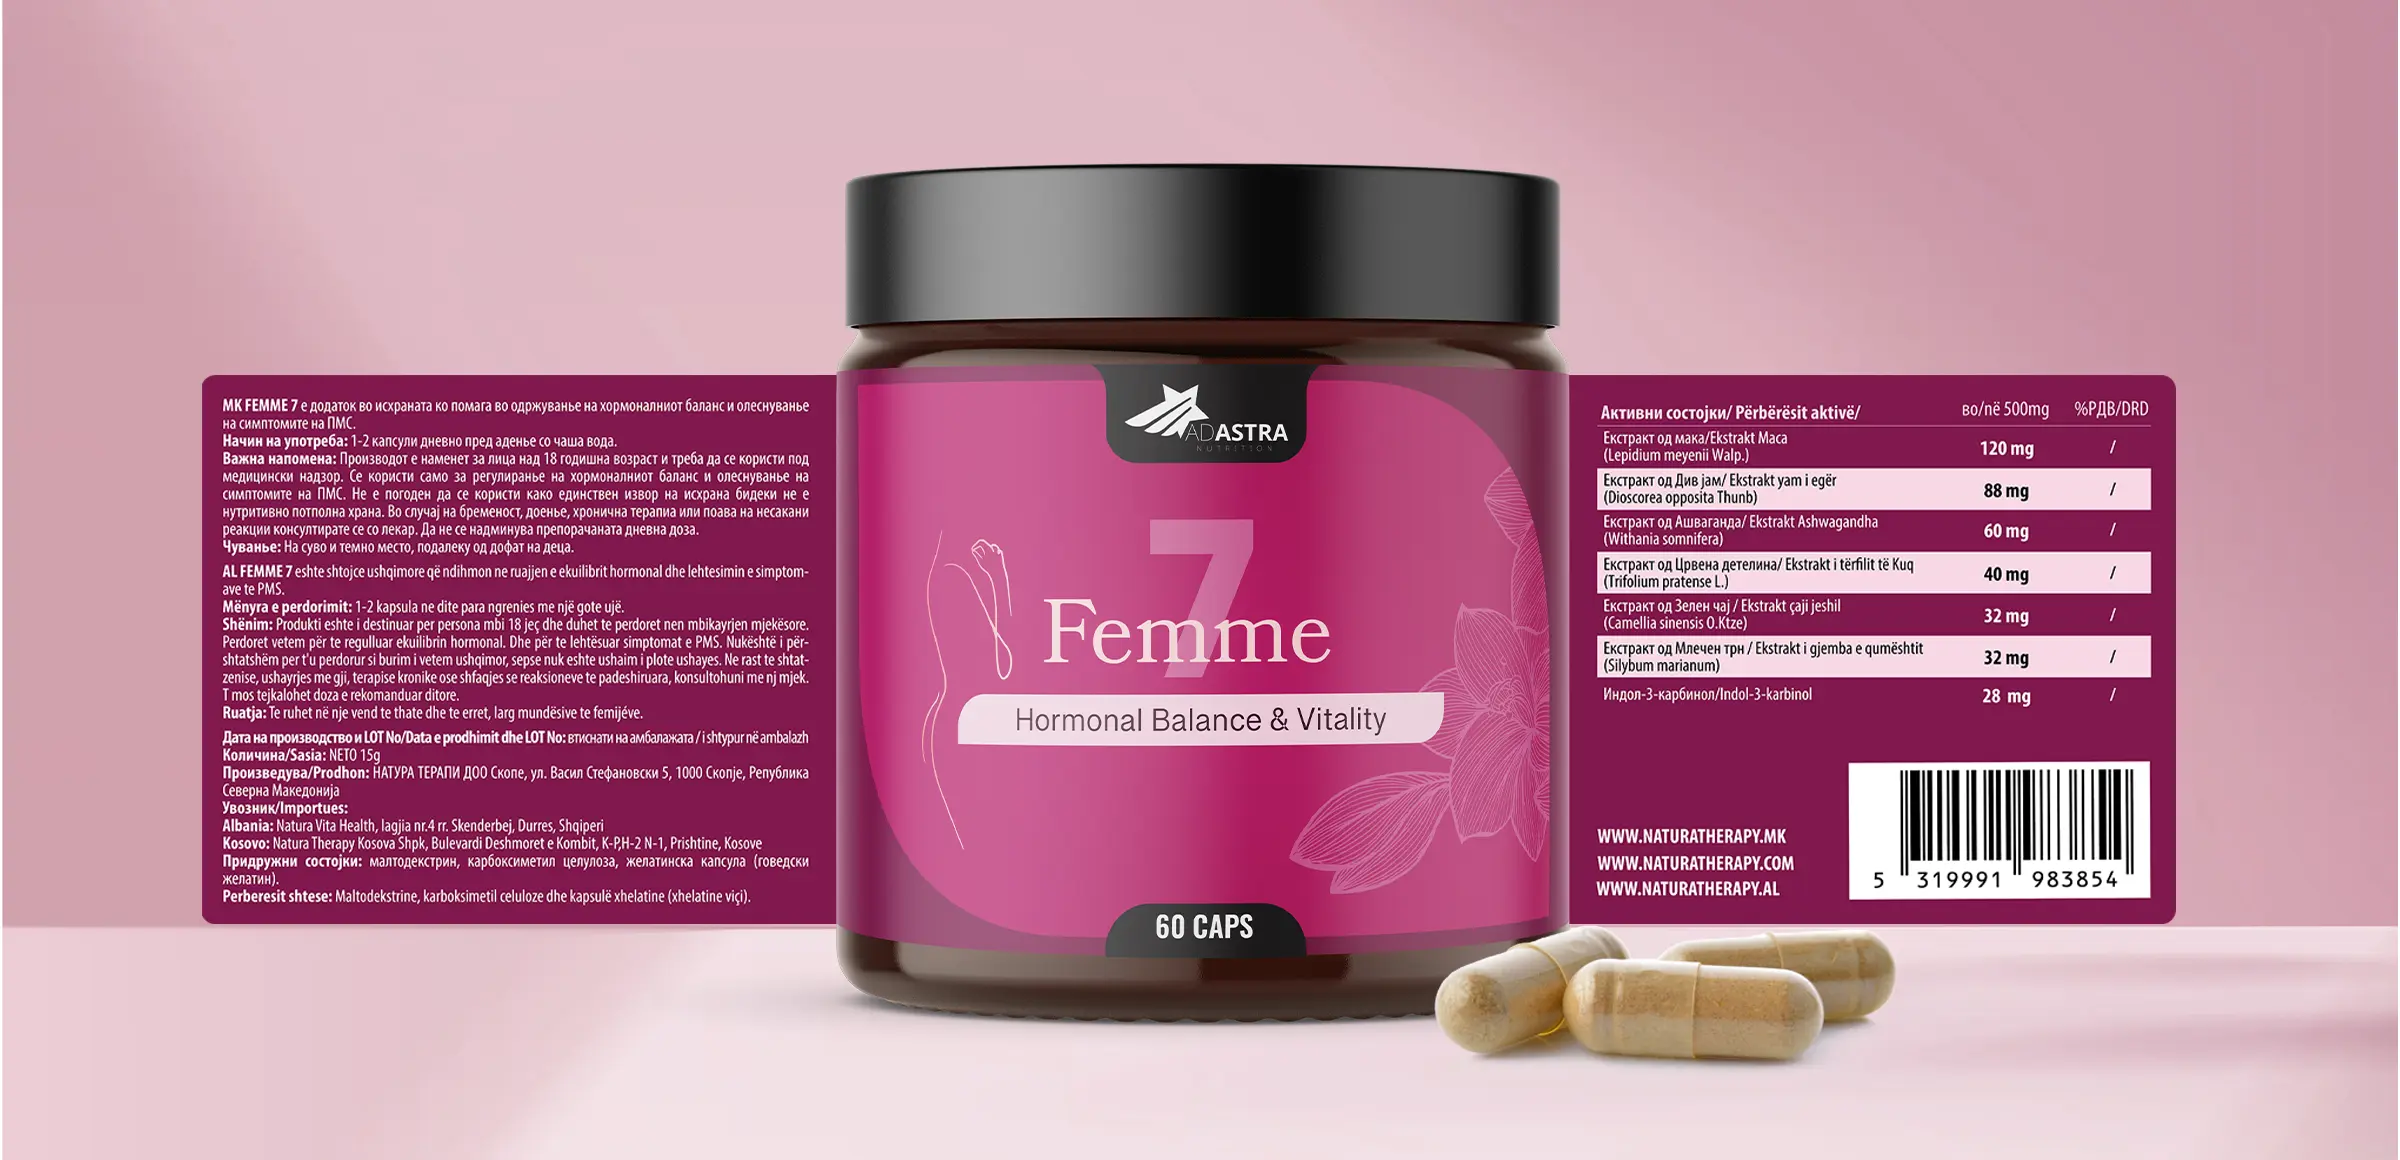 MK FEMME 7 е додаток во исхраната ко помага во одржување на хормоналниот баланс и олеснување
на симптомите на ПМС.
Начин на употреба: 1-2 капсули дневно пред адење со чаша вода.
Важна напомена: Производот е наменет за лица над 18 годишна возраст и треба да се користи под
медицински надзор. Се користи само за регулирање на хормоналниот баланс и олеснување на
симптомите на ПМС. Не е погоден да се користи како единствен извор на исхрана бидеки не е
нутритивно потполна храна. Во случај на бременост, доење, хронична терапиа или поава на несакани
реакции консултирате се со лекар. Да не се надминува препорачаната дневна доза.
Чување: На суво и темно место, подалеку од дофат на деца.
AL FEMME 7 eshte shtojce ushqimore që ndihmon ne ruajjen e ekuilibrit hormonal dhe lehtesimin e simptom-
ave te PMS.
Mënyra e perdorimit: 1-2 kapsula ne dite para ngrenies me një gote ujë.
Shënim: Produkti eshte i destinuar per persona mbi 18 jeç dhe duhet te perdoret nen mbikayrjen mjekësore.
Perdoret vetem për te regulluar ekuilibrin hormonal. Dhe për te lehtësuar simptomat e PMS. Nukështë i për-
shtatshëm per t'u perdorur si burim i vetem ushqimor, sepse nuk eshte ushaim i plote ushayes. Ne rast te shtat-
zenise, ushayrjes me gji, terapise kronike ose shfaqjes se reaksioneve te padeshiruara, konsultohuni me nj mjek.
T mos tejkalohet doza e rekomanduar ditore.
Ruatja: Te ruhet në nje vend te thate dhe te erret, larg mundësive te femijéve.
Дата на производство и LOT No/Data e prodhimit dhe LOT No: втиснати на амбалажата / i shtypur në ambalazh
Количина/Sasia: NETO 15g
Произведува/Prodhon: НАТУРА ТЕРАПИ ДОО Скопе, ул. Васил Стефановски 5, 1000 Скопје, Република
Северна Македонија
Увозник/Importues:
Albania: Natura Vita Health, lagjia nr.4 rr. Skenderbej, Durres, Shqiperi
Kosovo: Natura Therapy Kosova Shpk, Bulevardi Deshmoret e Kombit, K-P,H-2 N-1, Prishtine, Kosove
Придружни состојки: малтодекстрин, карбоксиметил целулоза, желатинска капсула (говедски
желатин).
Perberesit shtese: Maltodekstrine, karboksimetil celuloze dhe kapsulë xhelatine (xhelatine viçi).
ADASTRA
NUTRITION
7
Femme
Hormonal Balance & Vitality
60 CAPS
Активни состојки/ Përbërësit aktivë/ во/në 500mg %РДВ/DRD
Екстракт од мака/Ekstrakt Maca
(Lepidium meyenii Walp.) 120 mg /
Екстракт од Див јам/ Ekstrakt yam i egër
(Dioscorea opposita Thunb) 88 mg /
Екстракт од Ашваганда/ Ekstrakt Ashwagandha
(Withania somnifera) 60 mg /
Екстракт од Црвена детелина/ Ekstrakt i tërfilit të Kuq
(Trifolium pratense L.) 40 mg /
Екстракт од Зелен чај / Ekstrakt çaji jeshil
(Camellia sinensis O.Ktze) 32 mg /
Екстракт од Млечен трн / Ekstrakt i gjemba e qumështit
(Silybum marianum) 32 mg /
Индол-3-карбинол/Indol-3-karbinol 28 mg /
WWW.NATURATHERAPY.MK
WWW.NATURATHERAPY.COM
WWW.NATURATHERAPY.AL
5 319991 983854